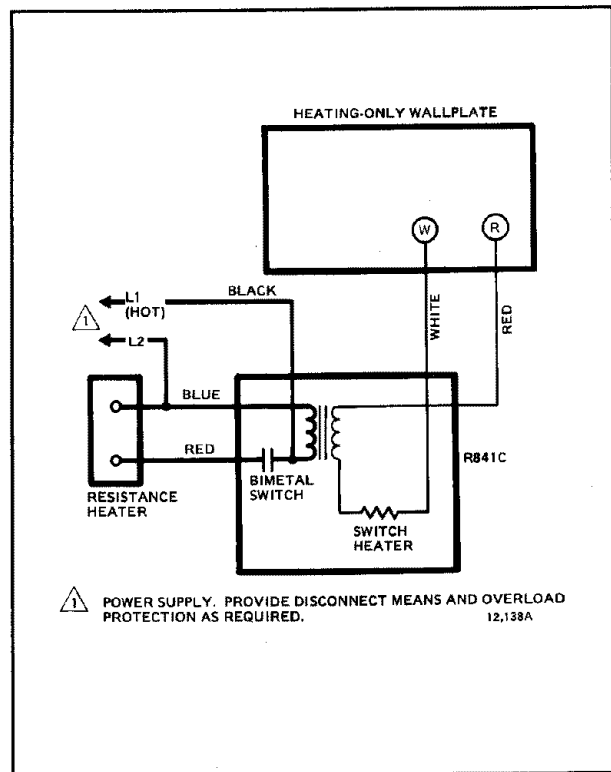 HEATING-ONLY WALLPLATE
W
R
L1
(HOT)
BLACK
1
L2
WHITE
RED
BLUE
RED
BIMETAL
SWITCH
R841C
RESISTANCE
HEATER
SWITCH
HEATER
1 POWER SUPPLY. PROVIDE DISCONNECT MEANS AND OVERLOAD
PROTECTION AS REQUIRED.
12,138A